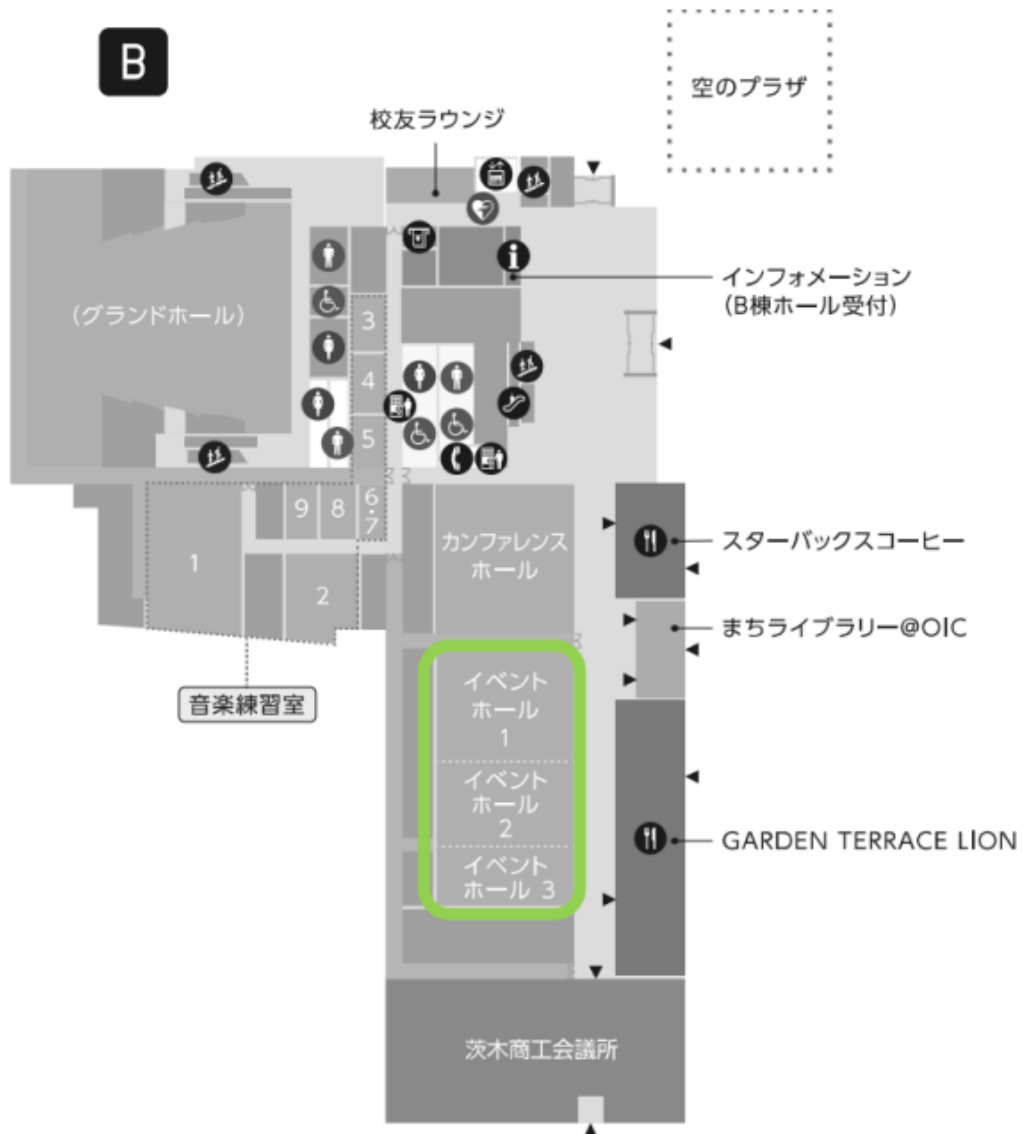 B
空のプラザ
校友ラウンジ
インフォメーション
（B棟ホール受付）
（グランドホール）
3
4
5
6・7
8
9
1
2
カンファレンス
ホール
スターバックスコーヒー
まちライブラリー@OIC
音楽練習室
イベント
ホール
1
イベント
ホール
2
イベント
ホール 3
GARDEN TERRACE LION
茨木商工会議所